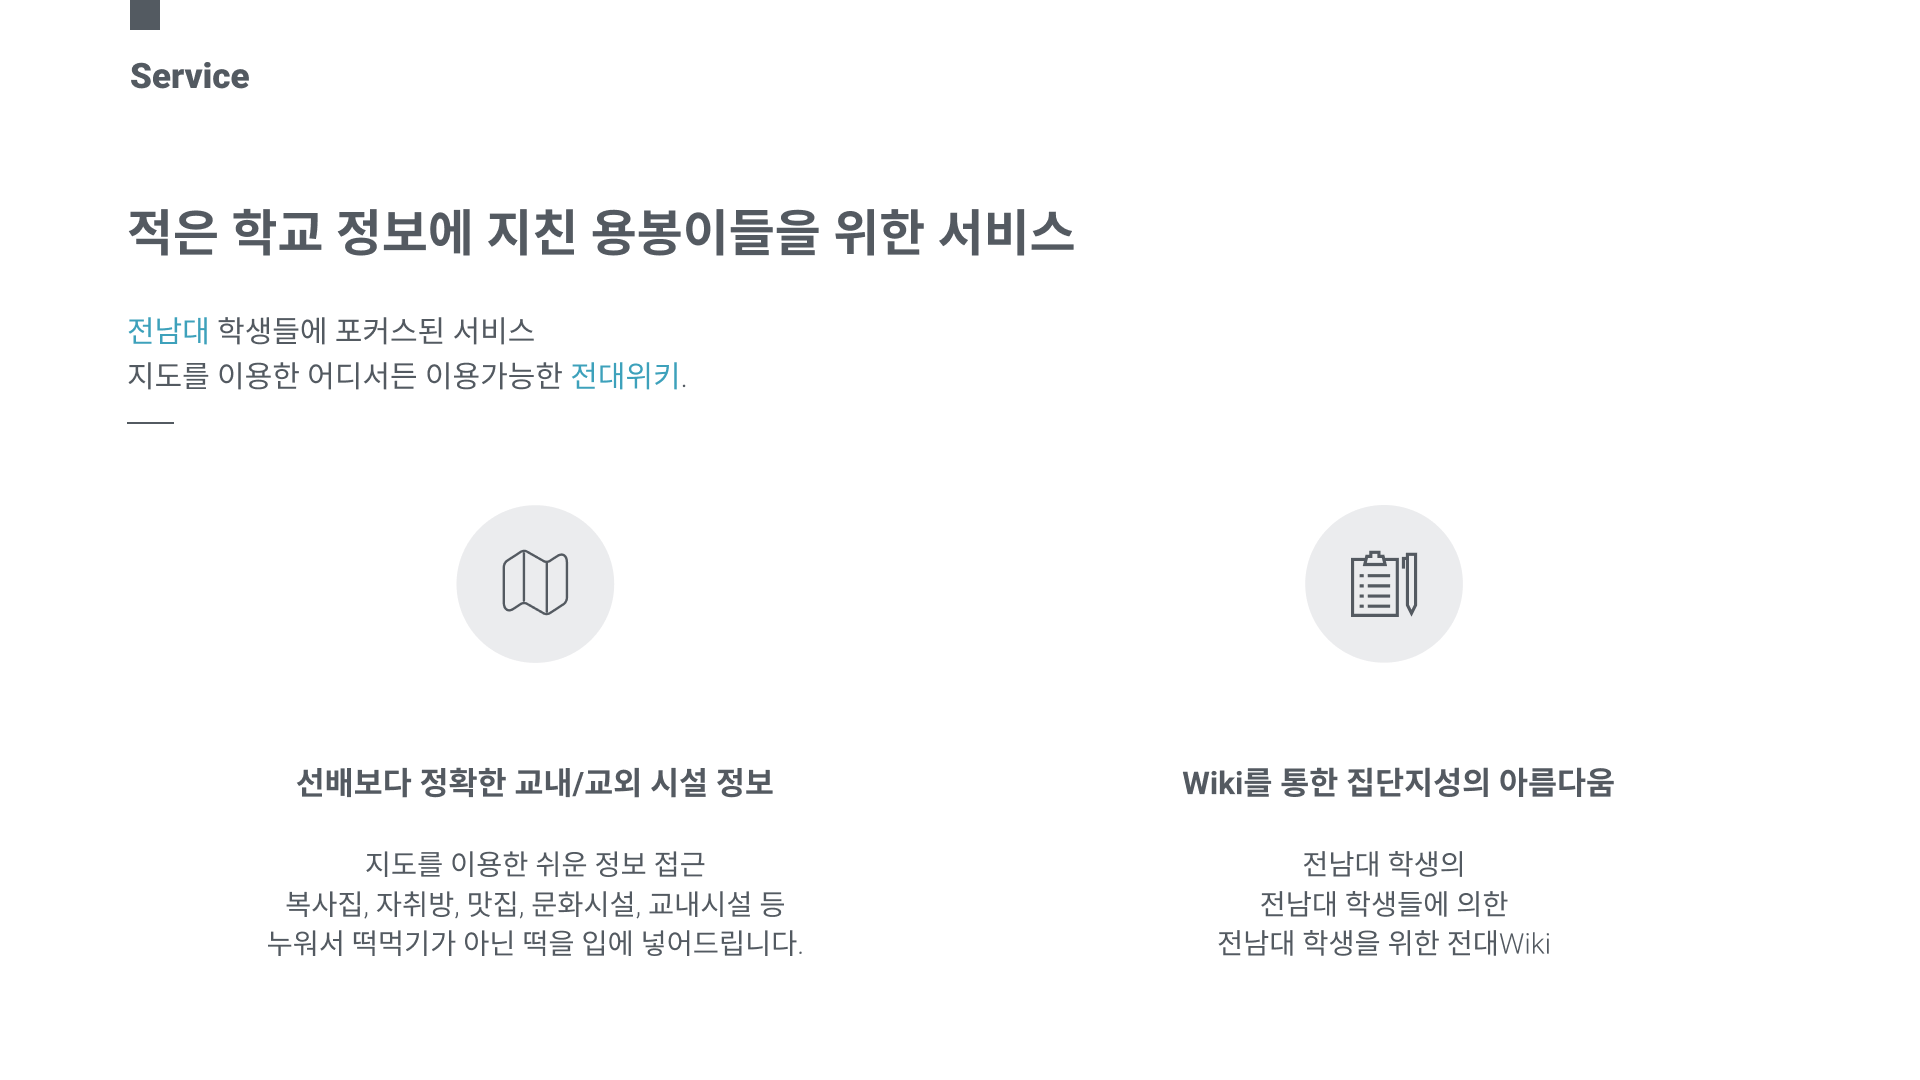 Service
적은 학교 정보에 지친 용봉이들을 위한 서비스
전남대 학생들에 포커스된 서비스
지도를 이용한 어디서든 이용가능한 전대위키.
선배보다 정확한 교내/교외 시설 정보
지도를 이용한 쉬운 정보 접근
복사집, 자취방, 맛집, 문화시설, 교내시설 등
누워서 떡먹기가 아닌 떡을 입에 넣어드립니다.
Wiki를 통한 집단지성의 아름다움
전남대 학생의
전남대 학생들에 의한
전남대 학생을 위한 전대Wiki